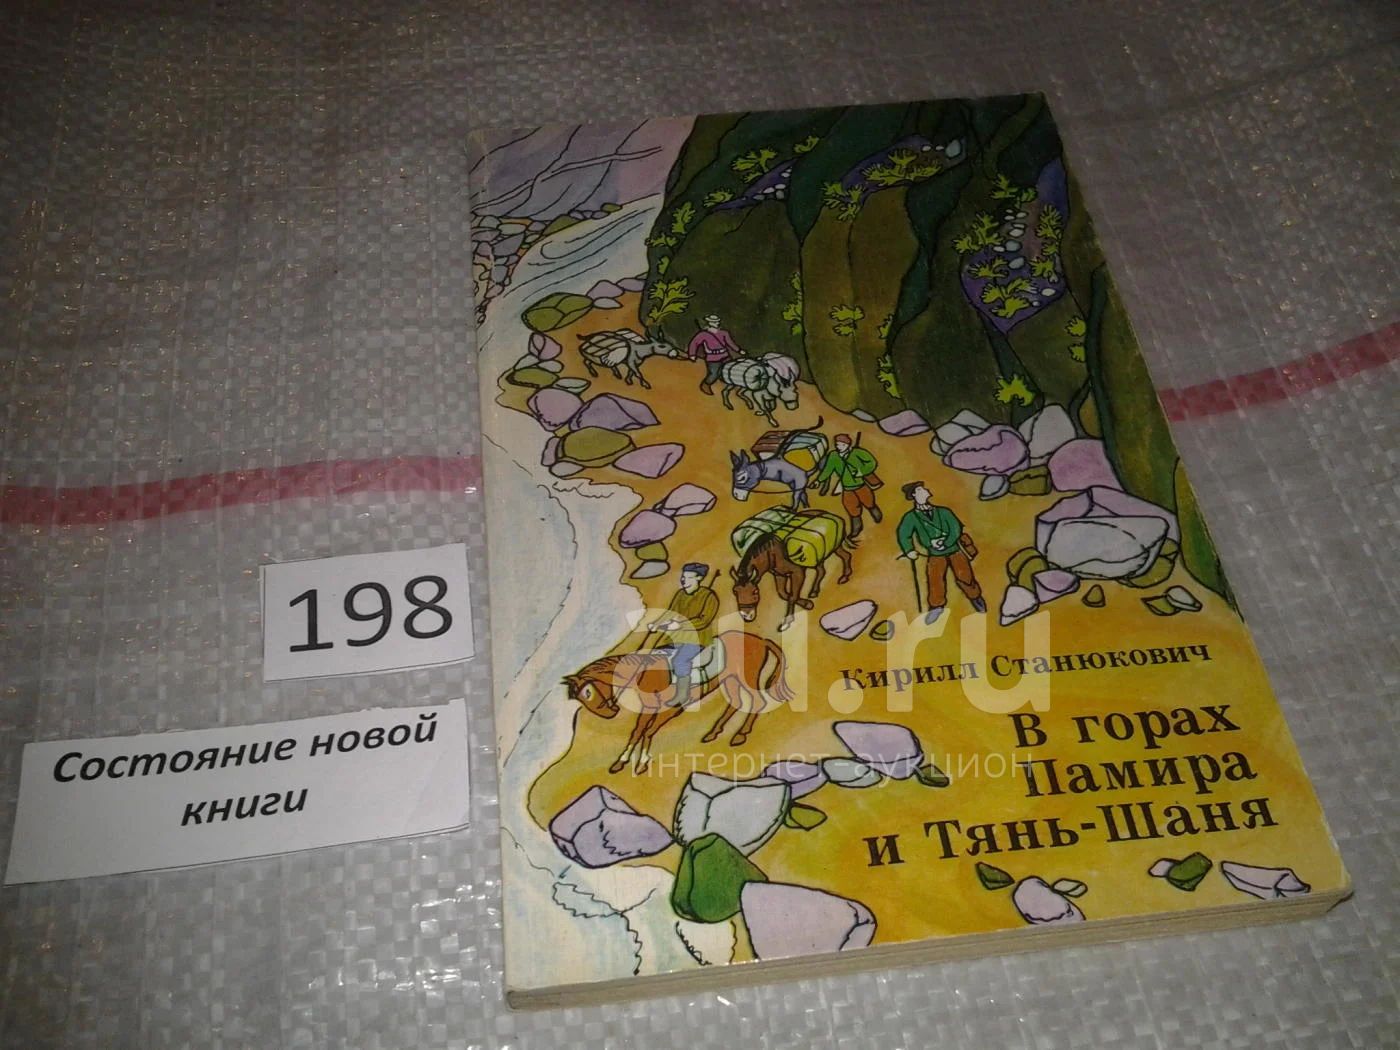 198
Состояние новой
книги
Кирилл Станюкович
В горах
Памира
и Тянь-Шаня
au.ru
интернет-аукцион